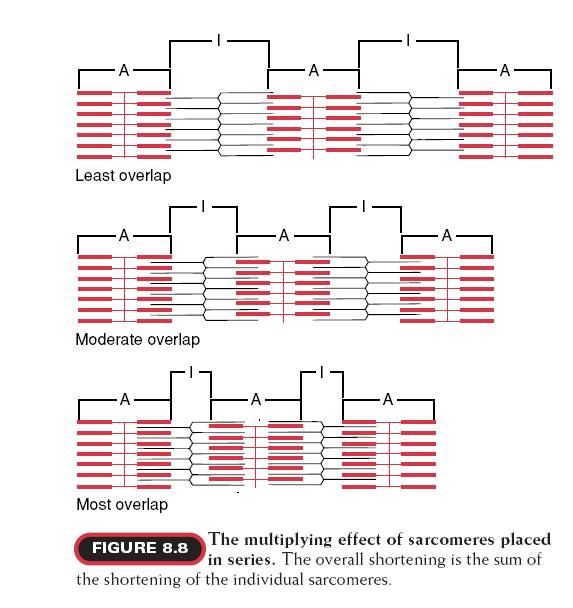 I I
A A A
Least overlap
I I
A A A
Moderate overlap
I I
A A A
Most overlap
FIGURE 8.8 The multiplying effect of sarcomeres placed
in series. The overall shortening is the sum of
the shortening of the individual sarcomeres.